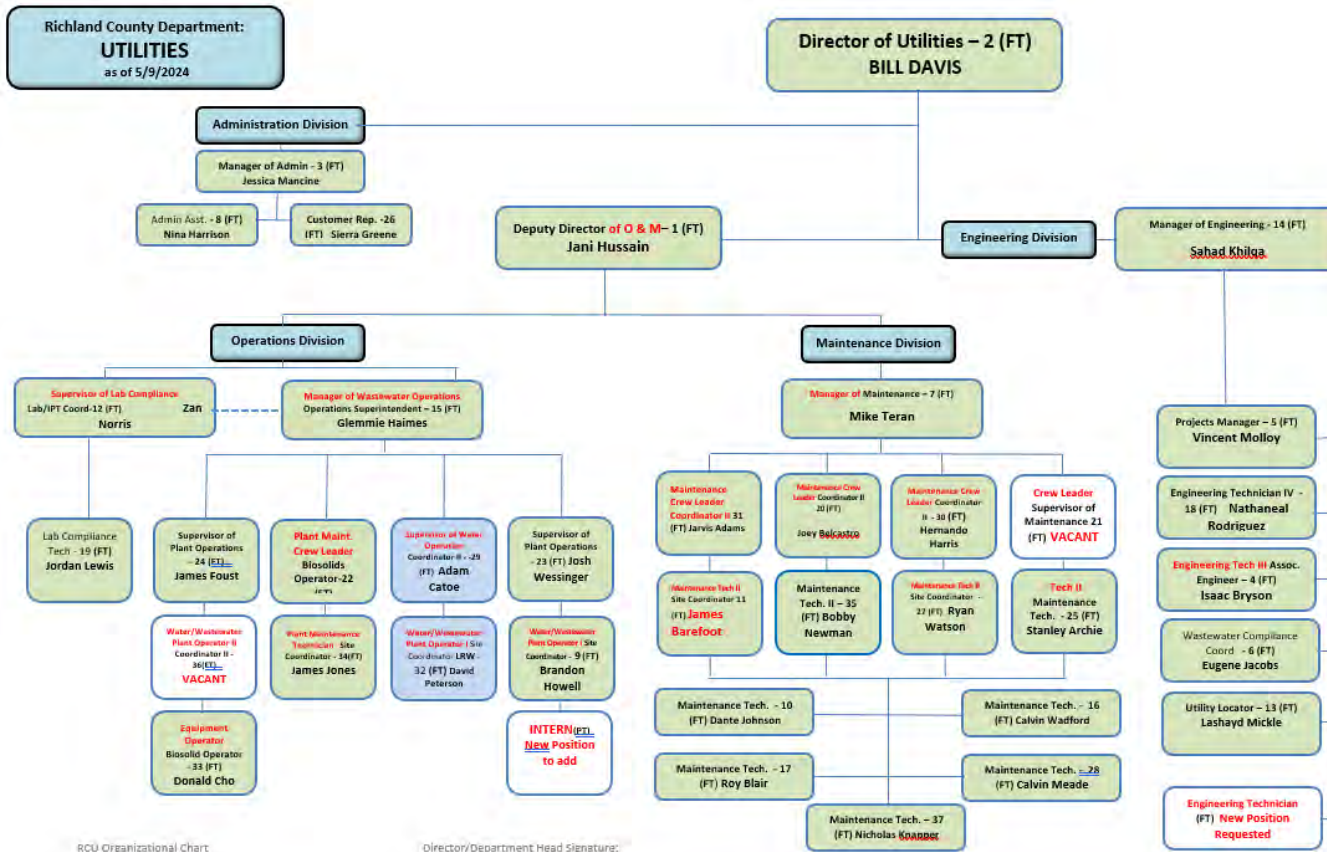 Richland County Department:
UTILITIES
as of 5/9/2024
Director of Utilities – 2 (FT)
BILL DAVIS
Administration Division
Manager of Admin - 3 (FT)
Jessica Mancine
Admin Asst. - 8 (FT)
Nina Harrison
Customer Rep. -26
(FT) Sierra Greene
Deputy Director of O & M– 1 (FT)
Jani Hussain
Engineering Division
Manager of Engineering - 14 (FT)
Sahad Khilqa
Operations Division
Maintenance Division
Supervisor of Lab Compliance
Lab/IPT Coord-12 (FT) Zan
Norris
Manager of Wastewater Operations
Operations Superintendent – 15 (FT)
Glemmie Haimes
Manager of Maintenance – 7 (FT)
Mike Teran
Lab Compliance
Tech - 19 (FT)
Jordan Lewis
Supervisor of
Plant Operations
- 24 (FT)
James Foust
Plant Maint.
Crew Leader
Biosolids
Operator-22
Supervisor of Water
Operation
Coordinator II - -29
(FT) Adam
Catoe
Supervisor of
Plant Operations
- 23 (FT) Josh
Wessinger
Water/Wastewater
Plant Operator II
Coordinator II -
36(FT)
VACANT
Plant Maintenance
Technician Site
Coordinator - 34(FT)
James Jones
Water/Wastewater
Plant Operator I Site
Coordinator LRW -
32 (FT) David
Peterson
Water/Wastewater
Plant Operator I Site
Coordinator - 9 (FT)
Brandon
Howell
Equipment
Operator
Biosolid Operator
- 33 (FT)
Donald Cho
INTERN(PT)
New Position
to add
Maintenance
Crew Leader
Coordinator II 31
(FT) Jarvis Adams
Maintenance Crew
Leader Coordinator II
20 (FT)
Joey Belcastro
Maintenance Crew
Leader Coordinator
II - 30 (FT)
Hernando
Harris
Crew Leader
Supervisor of
Maintenance 21
(FT) VACANT
Maintenance Tech II
Site Coordinator 11
(FT) James
Barefoot
Maintenance
Tech. II – 35
(FT) Bobby
Newman
Maintenance Tech II
Site Coordinator -
27 (FT) Ryan
Watson
Tech II
Maintenance
Tech. - 25 (FT)
Stanley Archie
Maintenance Tech. - 10
(FT) Dante Johnson
Maintenance Tech. - 16
(FT) Calvin Wadford
Maintenance Tech. - 17
(FT) Roy Blair
Maintenance Tech. - 28
(FT) Calvin Meade
Maintenance Tech. – 37
(FT) Nicholas Knapper
Projects Manager – 5 (FT)
Vincent Molloy
Engineering Technician IV -
18 (FT) Nathaneal
Rodriguez
Engineering Tech III Assoc.
Engineer – 4 (FT)
Isaac Bryson
Wastewater Compliance
Coord - 6 (FT)
Eugene Jacobs
Utility Locator – 13 (FT)
Lashayd Mickle
Engineering Technician
(FT) New Position
Requested
RCU Organizational Chart
Director/Department Head Signature: